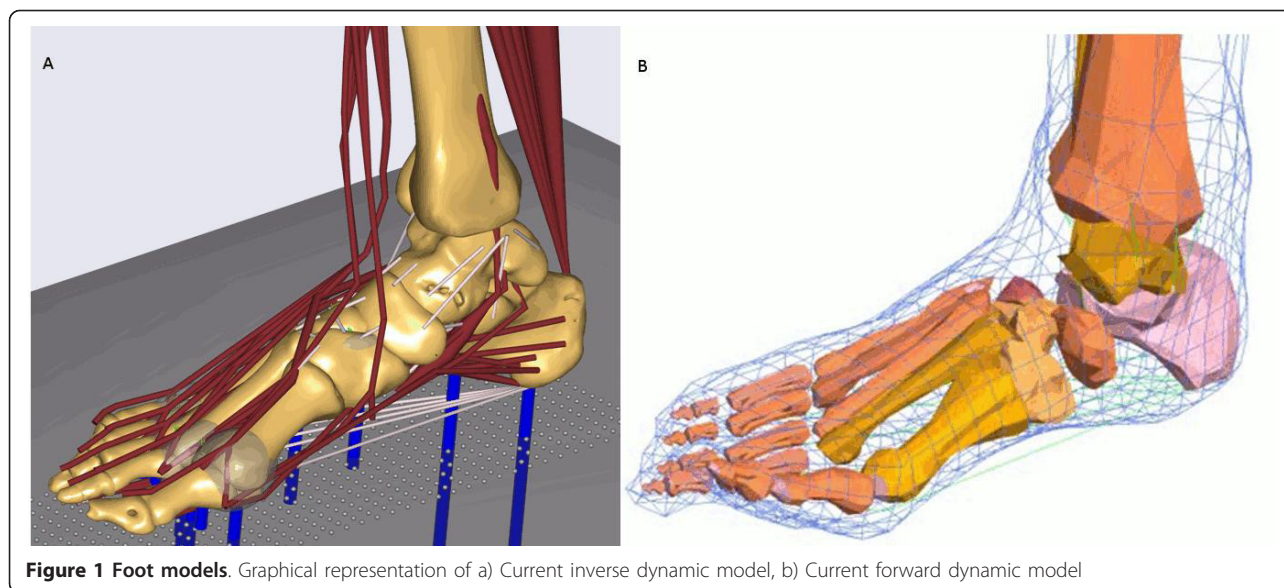 A
B
Figure 1 Foot models. Graphical representation of a) Current inverse dynamic model, b) Current forward dynamic model